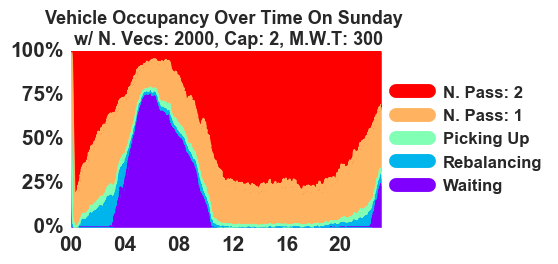 Vehicle Occupancy Over Time On Sunday
w/ N. Vecs: 2000, Cap: 2, M.W.T: 300
100%
75%
50%
25%
0%
00 04 08 12 16 20
N. Pass: 2
N. Pass: 1
Picking Up
Rebalancing
Waiting